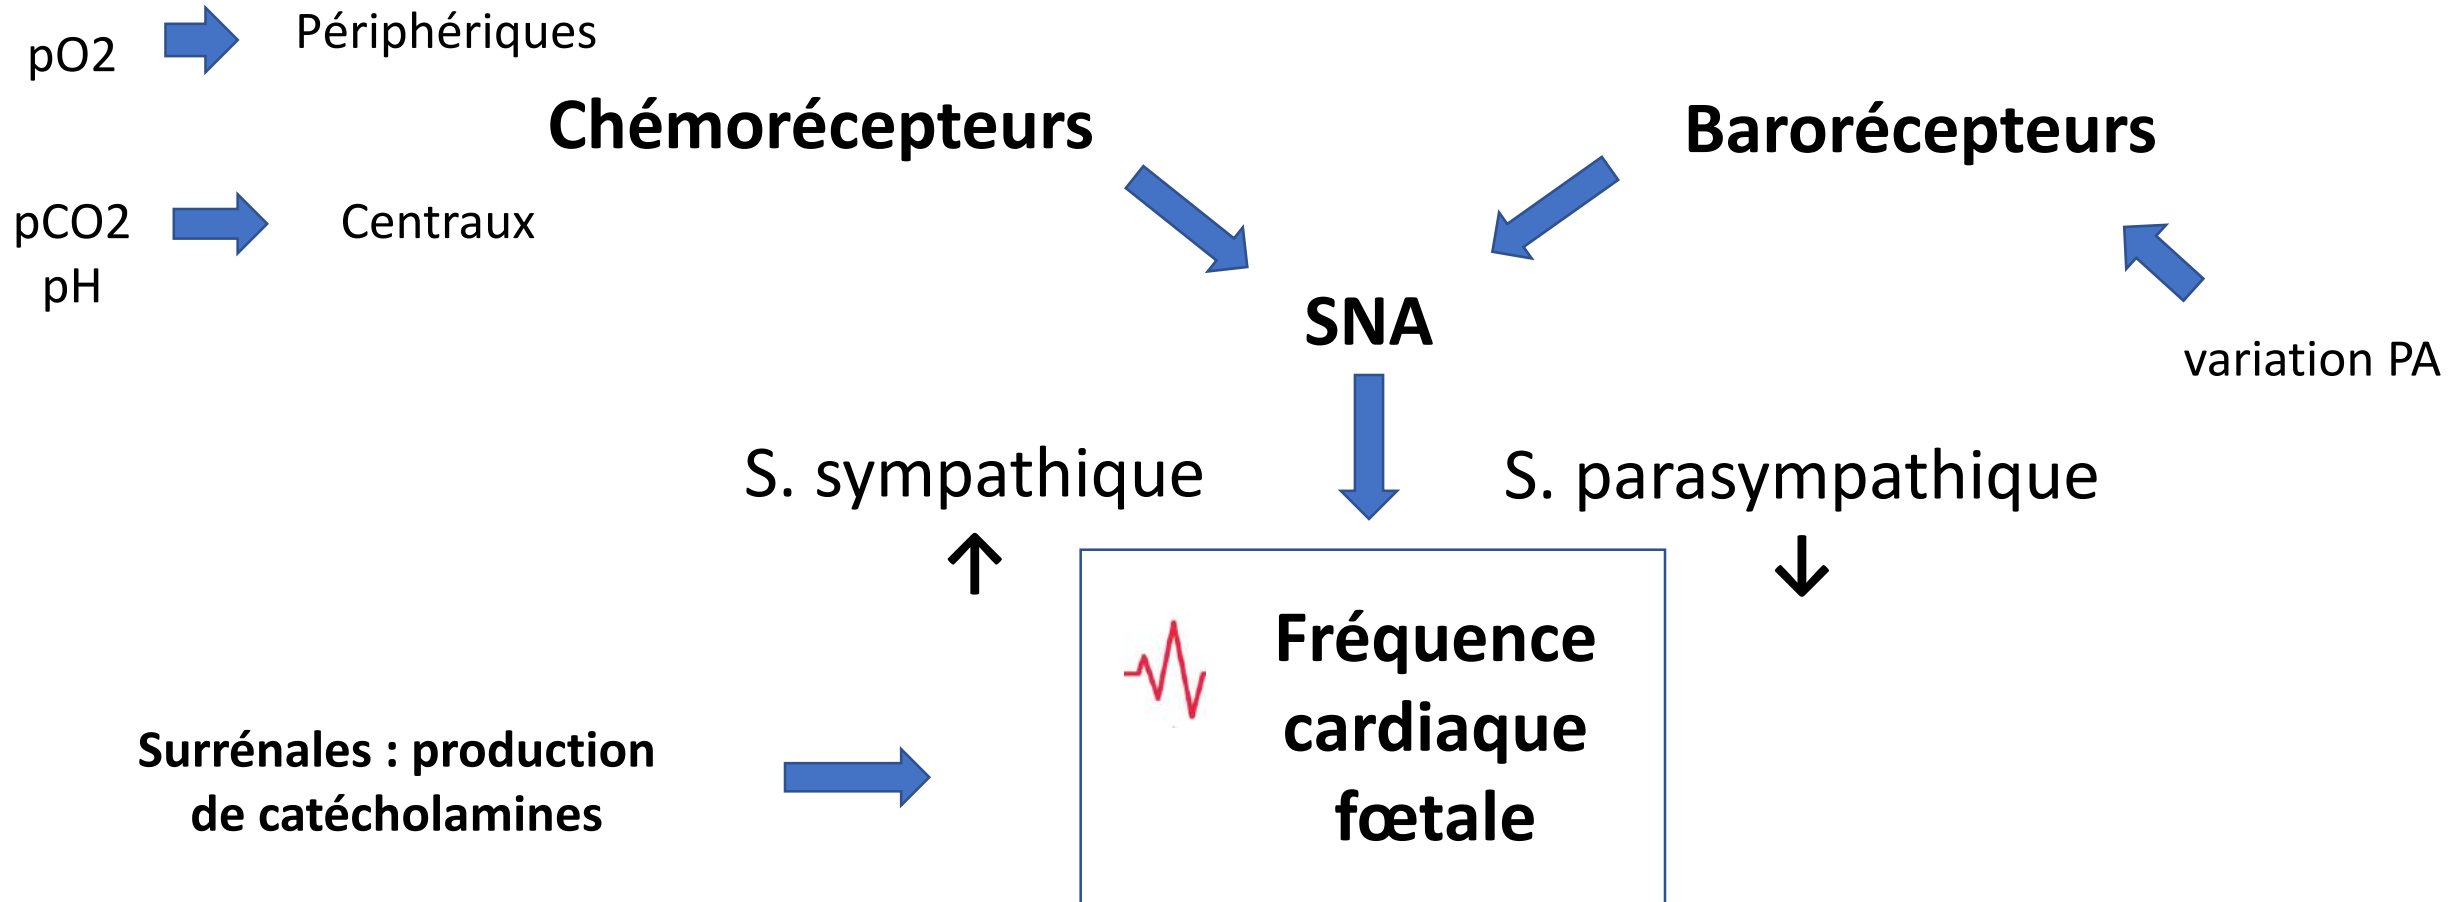 pO2
Périphériques
Chémorécepteurs
Barorécepteurs
pCO2
Centraux
pH
SNA
variation PA
S. sympathique
S. parasympathique
↑
↓
Fréquence
cardiaque
fœtale
Surrénales : production
de catécholamines